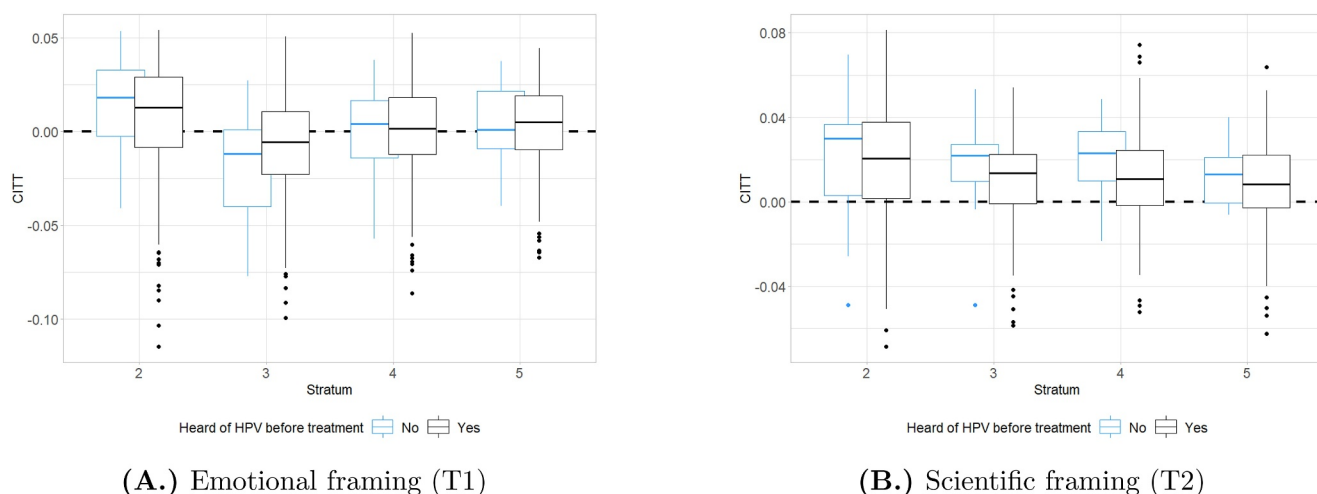 0.05
0.00
-0.05
-0.10
CITT
2 3 4 5
Stratum
Heard of HPV before treatment No Yes
(A.) Emotional framing (T1)
0.08
0.04
0.00
-0.04
CITT
2 3 4 5
Stratum
Heard of HPV before treatment No Yes
(B.) Scientific framing (T2)